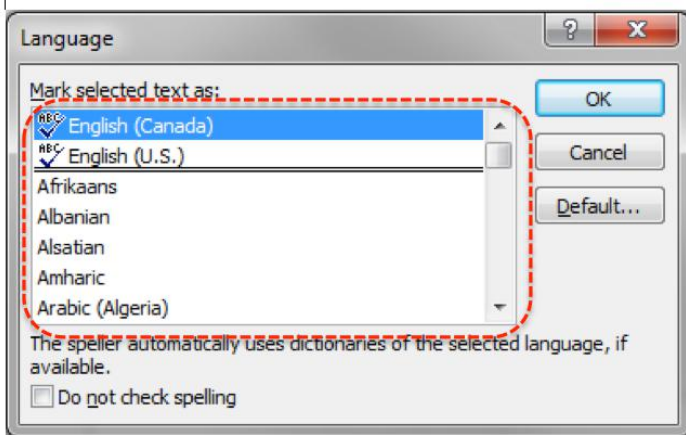 Language
Mark selected text as:
English (Canada)
English (U.S.)
Afrikaans
Albanian
Alsatian
Amharic
Arabic (Algeria)
OK
Cancel
Default...
The speller automatically uses dictionaries of the selected language, if
available.
Do not check spelling